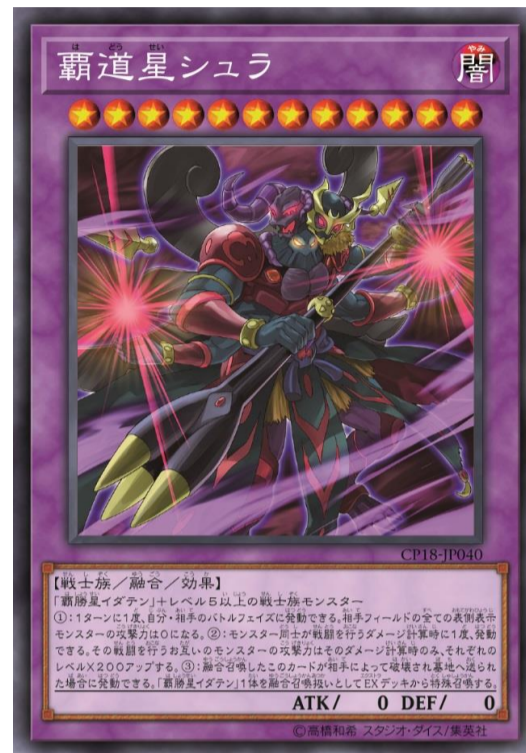 覇道星シュラ
闇
CP18-JP040
【戦士族／融合／効果】
「覇勝星イダテン」＋レベル５以上の戦士族モンスター
①：１ターンに１度、自分・相手のバトルフェイズに発動できる。相手フィールドの全ての表側表示
モンスターの攻撃力は０になる。②：モンスター同士が戦闘を行うダメージ計算時に１度、発動
できる。その戦闘を行うお互いのモンスターの攻撃力はそのダメージ計算時のみ、それぞれの
レベル×２００アップする。③：融合召喚したこのカードが相手によって破壊され墓地へ送られ
た場合に発動できる。「覇勝星イダテン」１体を融合召喚扱いとしてEXデッキから特殊召喚する。
ATK/ 0 DEF/ 0
©高橋和希 スタジオ・ダイス/集英社